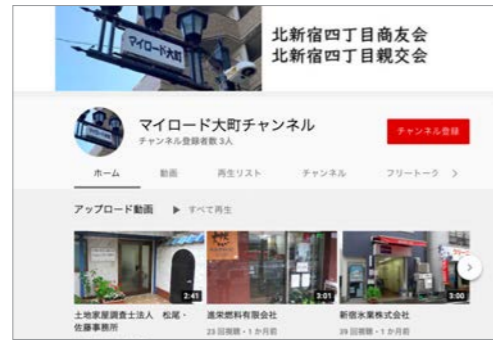 マイロード大町
北新宿四丁目商友会
北新宿四丁目親交会
マイロード大町チャンネル
チャンネル登録者数 3人
チャンネル登録
ホーム 動画 再生リスト チャンネル フリートーク
アップロード動画 ▶ すべて再生
2:41 3:01 3:00
土地家屋調査士法人 松尾・佐藤事務所
進栄燃料有限会社
23 回視聴・1 か月前
新宿氷業株式会社
39 回視聴・1 か月前